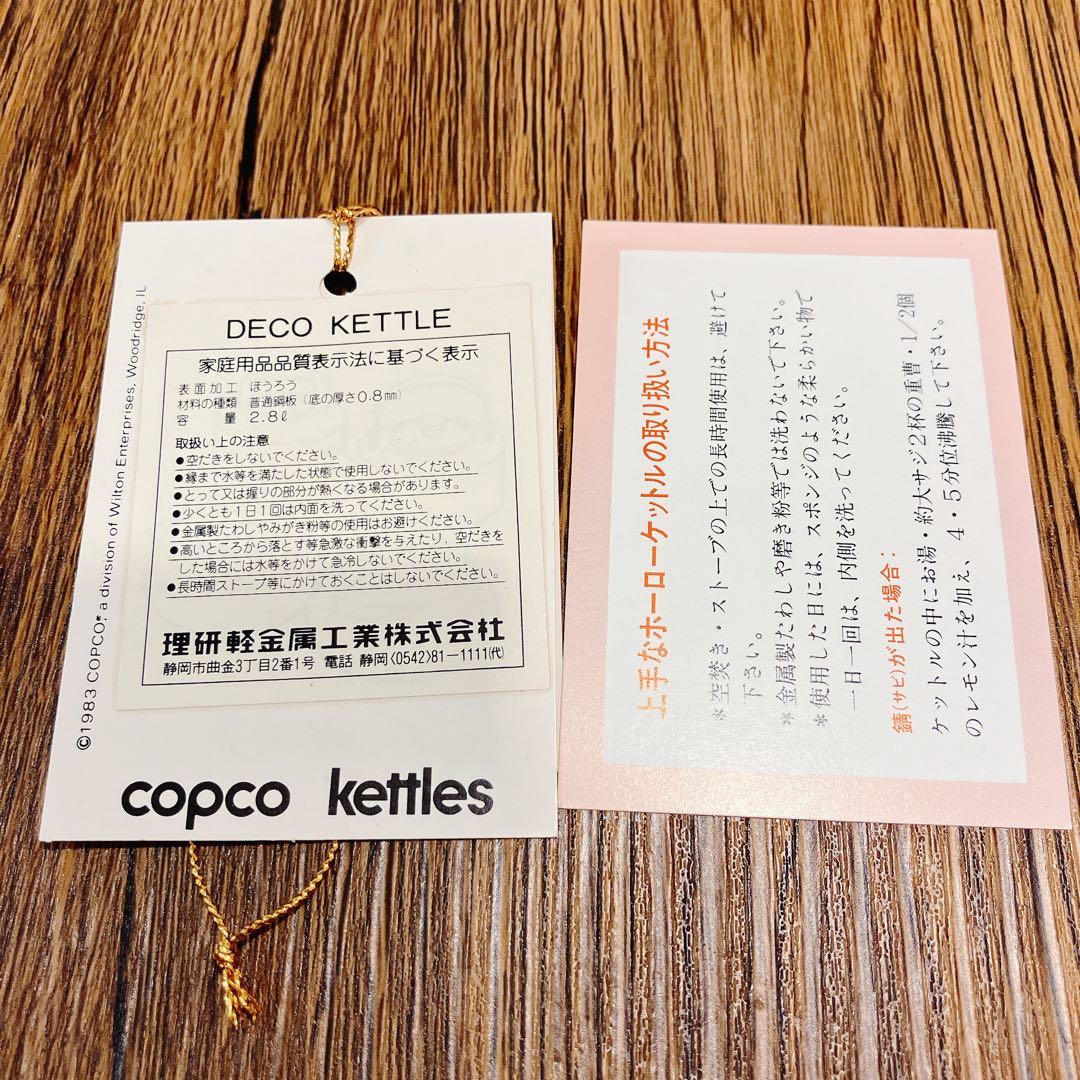 DECO KETTLE
家庭用品品質表示法に基づく表示
表面加工 ほうろう
材料の種類 普通鋼板（底の厚さ0.8㎜）
容 量 2.8ℓ
取扱い上の注意
●空だきをしないでください。
●縁まで水等を満たした状態で使用しないでください。
●とって又は握りの部分が熱くなる場合があります。
●少くとも1日1回は内面を洗ってください。
●金属製たわしやみがき粉等の使用はお避けください。
●高いところから落とす等急激な衝撃を与えたり、空だきを
した場合には水等をかけて急冷しないでください。
●長時間ストーブ等にかけておくことはしないでください。
理研軽金属工業株式会社
静岡市曲金3丁目2番1号 電話 静岡〈0542〉81－1111(代)
copco kettles
©1983 COPCO, a division of Wilton Enterprises, Woodridge, IL
上手なホーローケットルの取り扱い方法
＊空焚き・ストーブの上での長時間使用は、避けて
下さい。
＊金属製たわしや磨き粉等では洗わないで下さい。
＊使用した日には、スポンジのような柔らかい物で
一日一回は、内側を洗ってください。
錆(サビ)が出た場合：
ケットルの中にお湯・約大サジ2杯の重曹・1/2個
のレモン汁を加え、4・5分位沸騰して下さい。